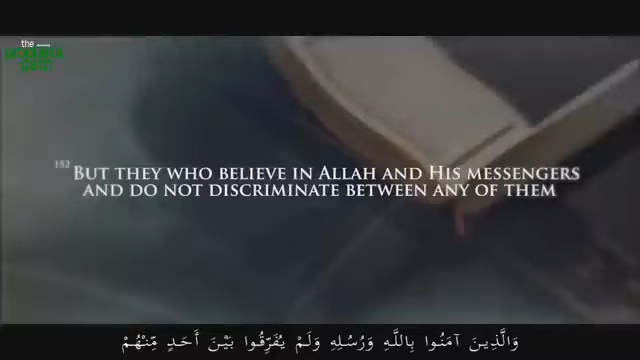 the
152 BUT THEY WHO BELIEVE IN ALLAH AND HIS MESSENGERS
AND DO NOT DISCRIMINATE BETWEEN ANY OF THEM
وَالَّذِينَ آمَنُوا بِاللَّهِ وَرُسُلِهِ وَلَمْ يُفَرِّقُوا بَيْنَ أَحَدٍ مِّنْهُمْ